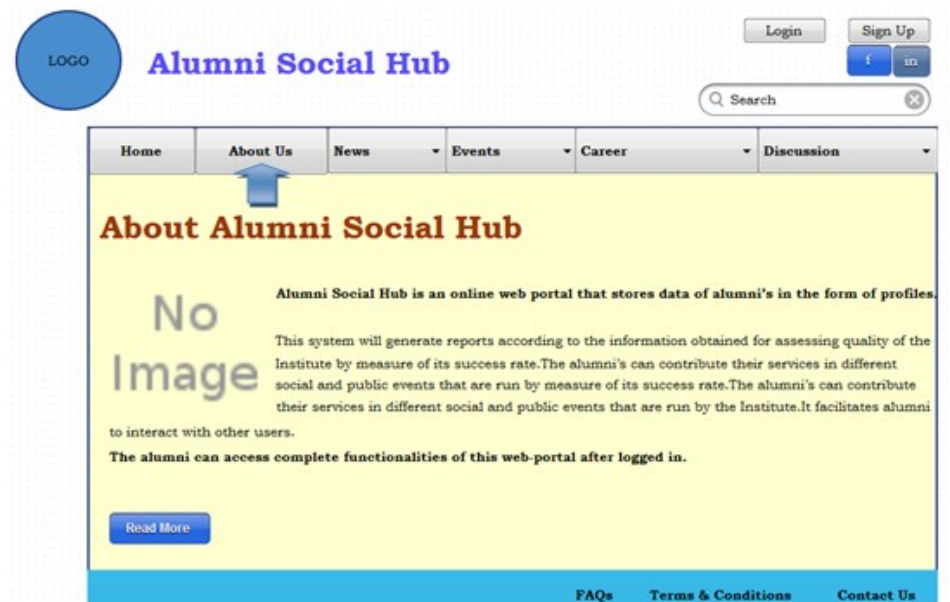 Login
Sign Up
LOGO
Alumni Social Hub
f
in
Search
Home
About Us
News
Events
Career
Discussion
About Alumni Social Hub
No
Image
Alumni Social Hub is an online web portal that stores data of alumni's in the form of profiles.
This system will generate reports according to the information obtained for assessing quality of the
Institute by measure of its success rate.The alumni's can contribute their services in different
social and public events that are run by measure of its success rate.The alumni's can contribute
their services in different social and public events that are run by the Institute.It facilitates alumni
to interact with other users.
The alumni can access complete functionalities of this web-portal after logged in.
Read More
FAQs
Terms & Conditions
Contact Us